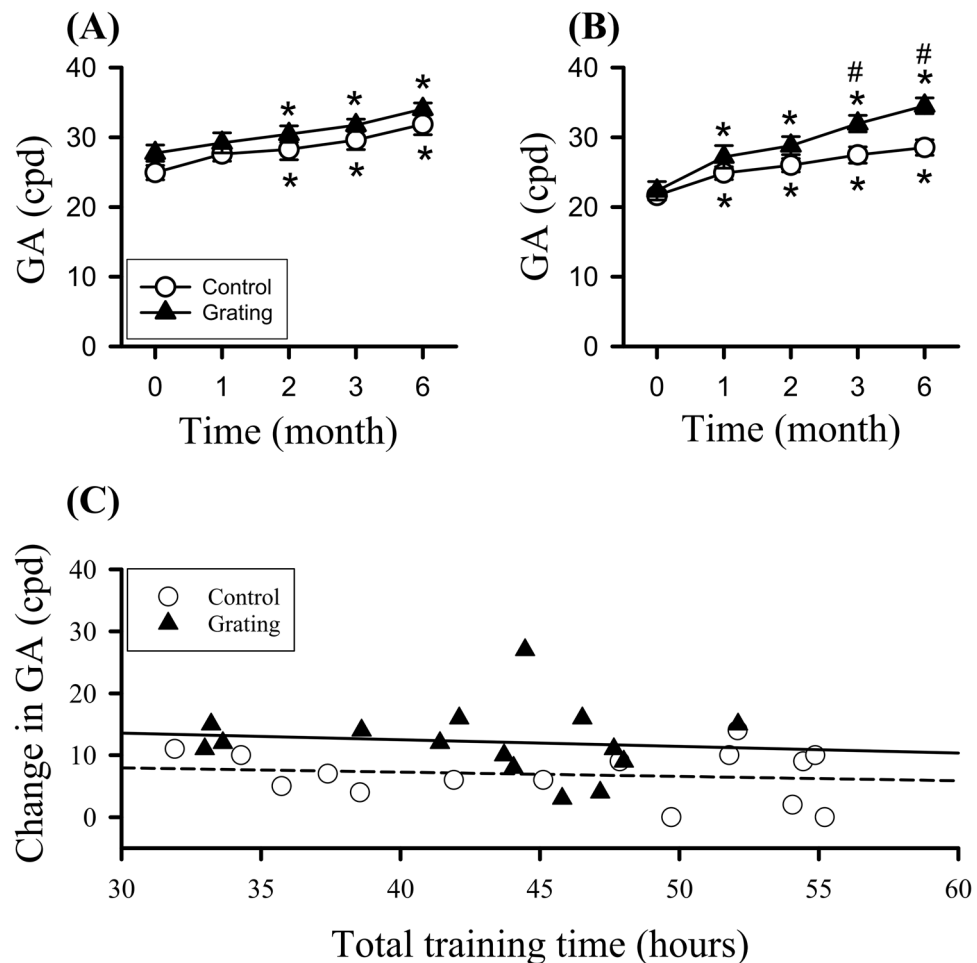 (A)
40
30
20
10
0
GA (cpd)
* * *
* * *
Control
Grating
0 1 2 3 6
Time (month)
(B)
40
30
20
10
0
GA (cpd)
# #
* * * *
* * * *
0 1 2 3 6
Time (month)
(C)
40
30
20
10
0
Change in GA (cpd)
Control
Grating
30 35 40 45 50 55 60
Total training time (hours)